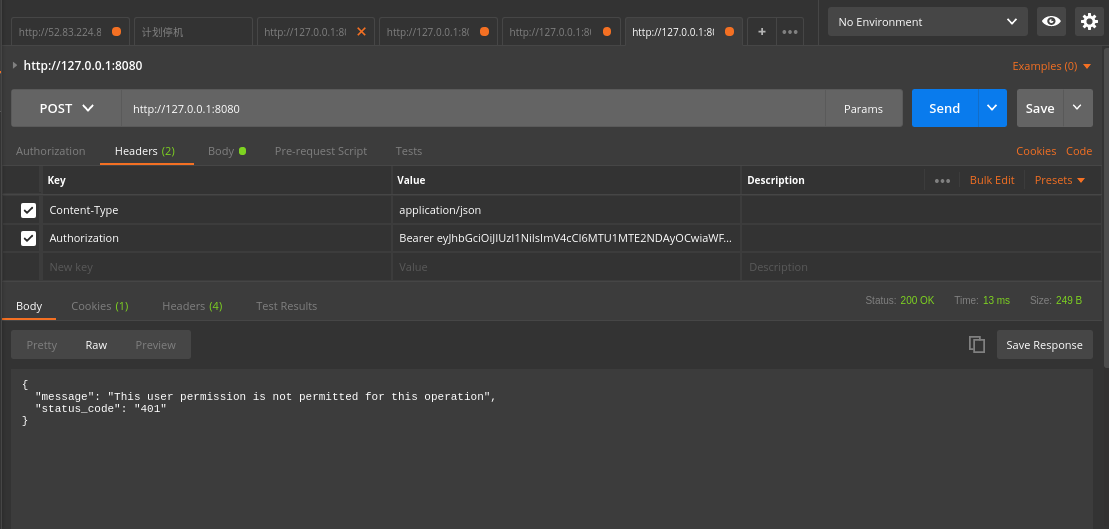 http://52.83.224.8
计划停机
http://127.0.0.1:80
http://127.0.0.1:80
http://127.0.0.1:80
http://127.0.0.1:80
No Environment
http://127.0.0.1:8080
Examples (0)
POST
http://127.0.0.1:8080
Params
Send
Save
Authorization
Headers (2)
Body
Pre-request Script
Tests
Cookies
Code
Key
Value
Description
Bulk Edit
Presets
Content-Type
application/json
Authorization
Bearer eyJhbGciOiJIUzI1NiIsImV4cCI6MTU1MTE2NDAyOCwiaWF...
New key
Value
Description
Body
Cookies (1)
Headers (4)
Test Results
Status: 200 OK
Time: 13 ms
Size: 249 B
Pretty
Raw
Preview
Save Response
{
"message": "This user permission is not permitted for this operation",
"status_code": "401"
}